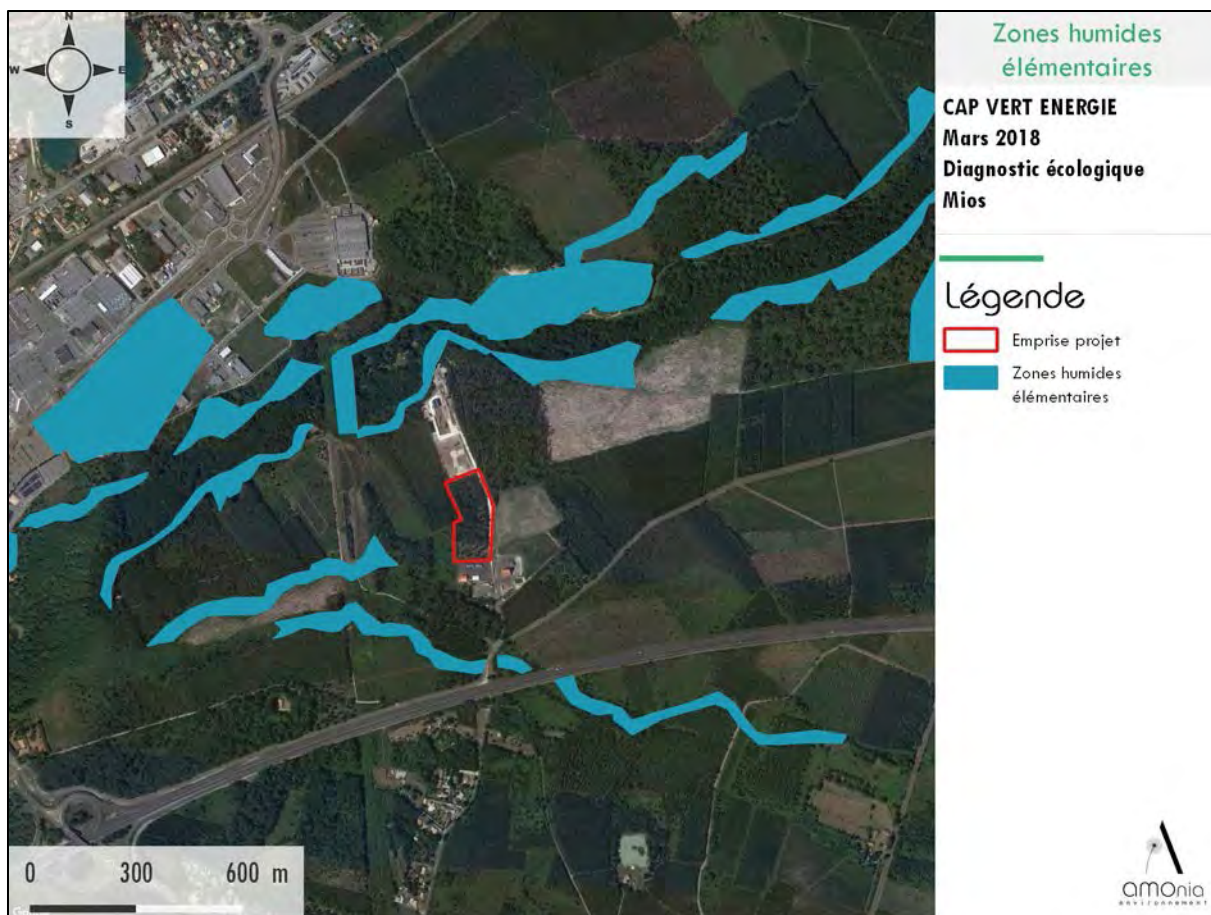 N
W
E
S
Zones humides
élémentaires
CAP VERT ENERGIE
Mars 2018
Diagnostic écologique
Mios
Légende
Emprise projet
Zones humides
élémentaires
0 300 600 m
amonia
environnement